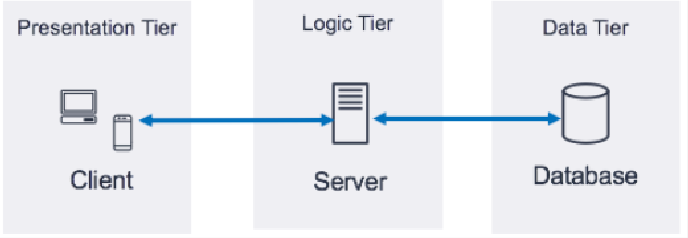 Presentation Tier
Logic Tier
Data Tier
Client
Server
Database